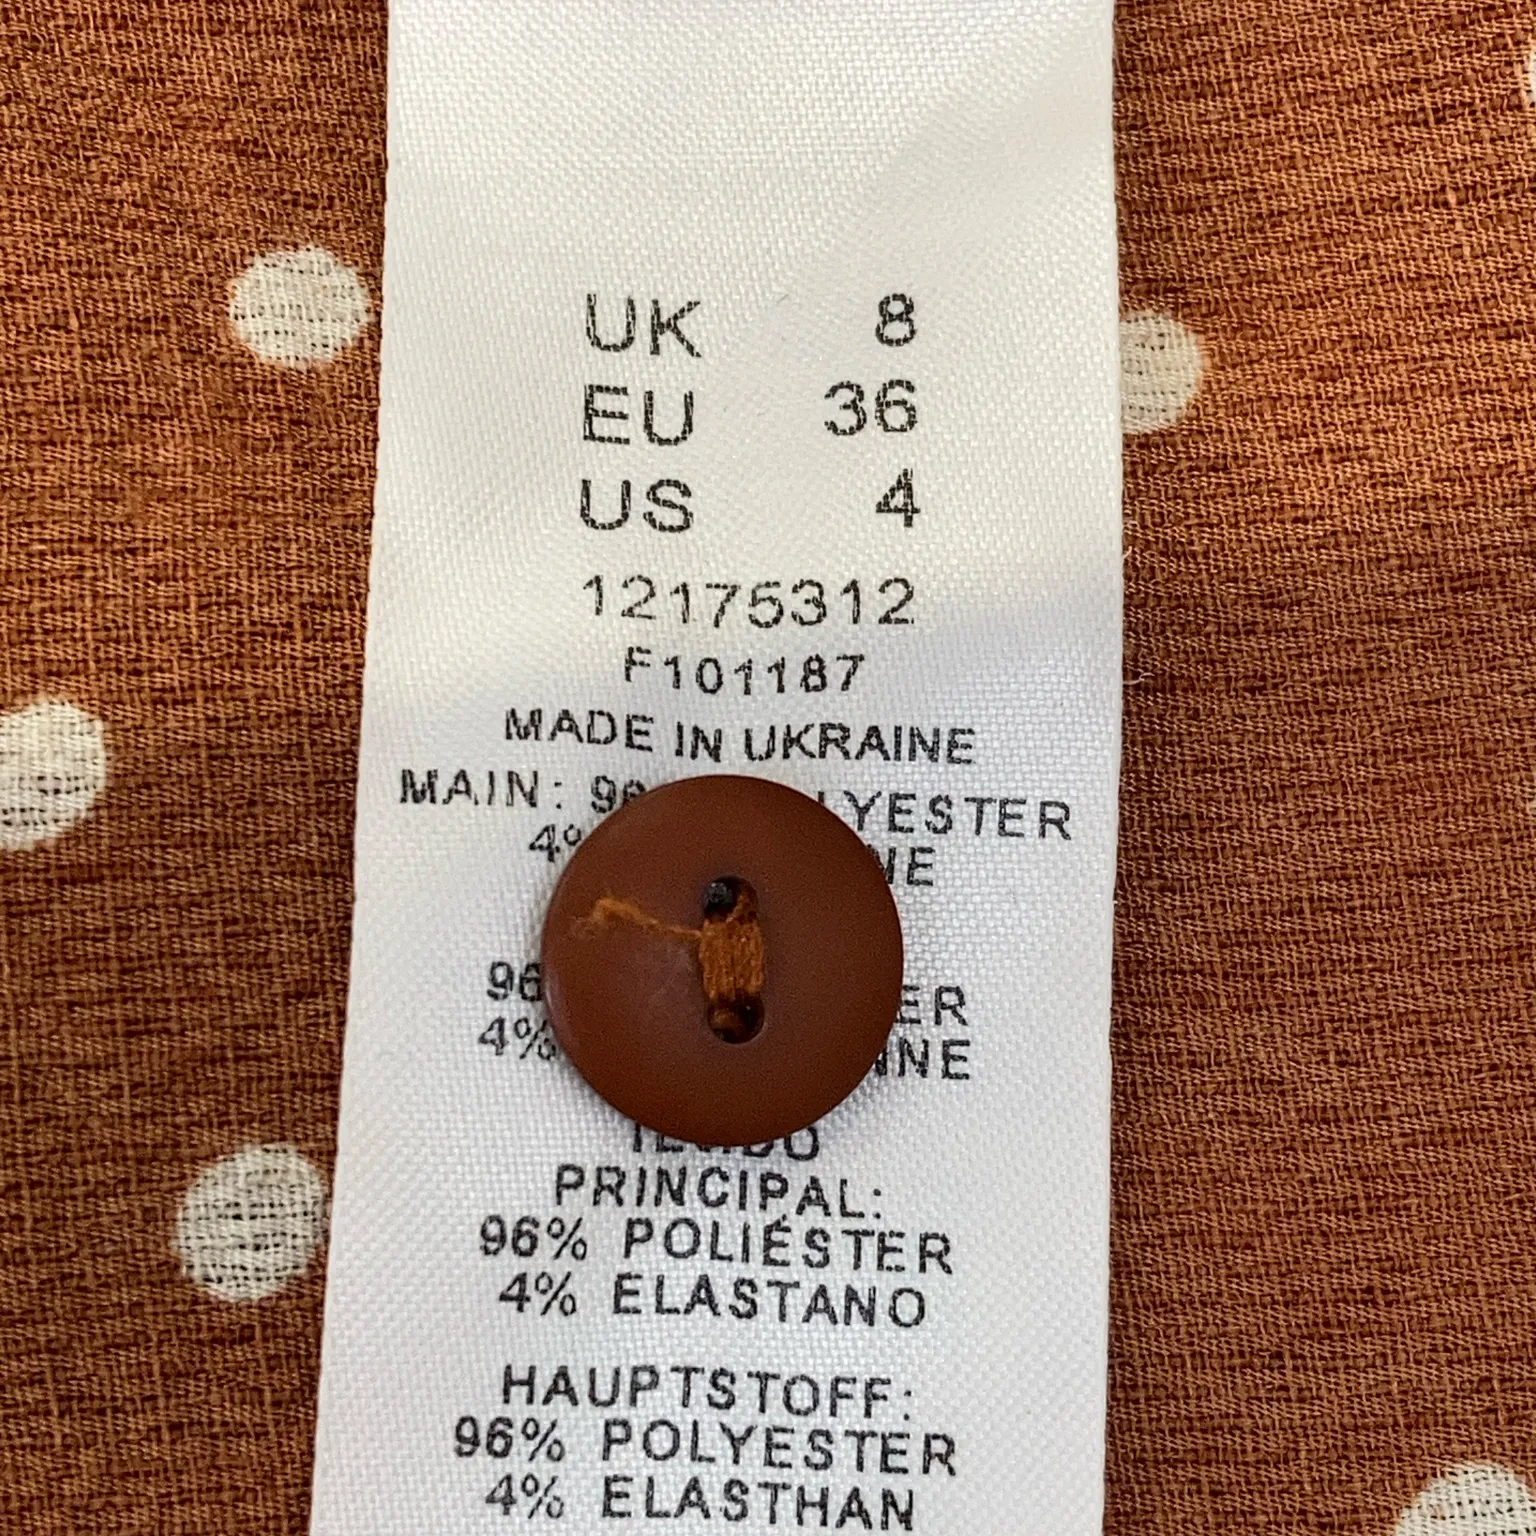 UK 8
EU 36
US 4
12175312
F101187
MADE IN UKRAINE
MAIN:
PRINCIPAL:
96% POLIÉSTER
4% ELASTANO
HAUPTSTOFF:
96% POLYESTER
4% ELASTHAN